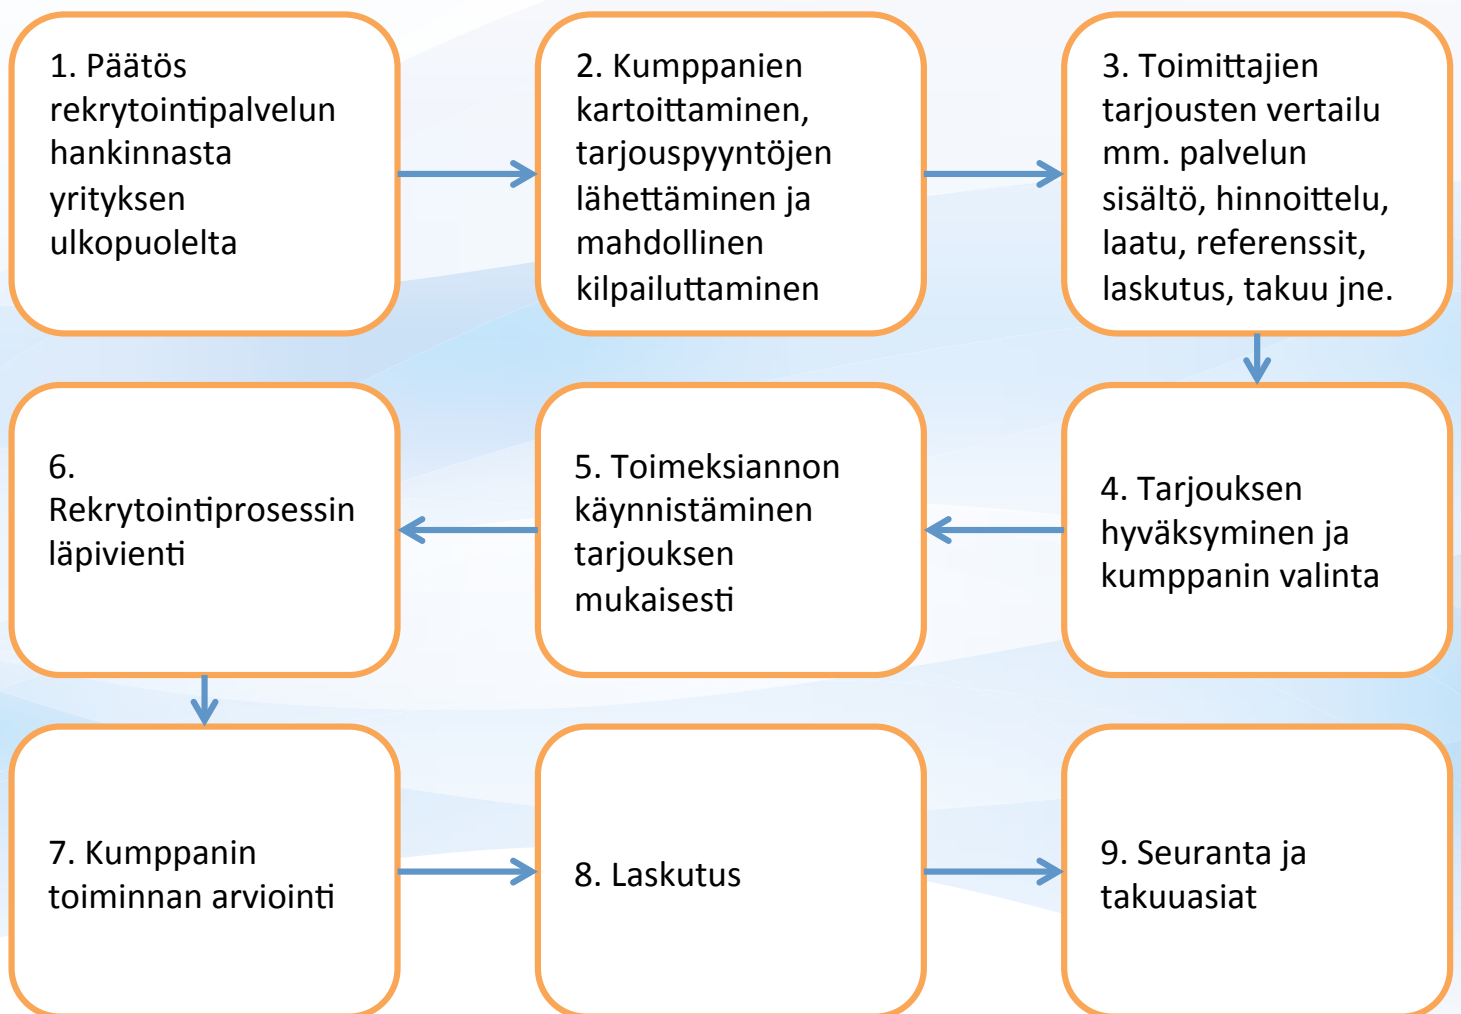 1. Päätös
rekrytointipalvelun
hankinnasta
yrityksen
ulkopuolelta
2. Kumppanien
kartoittaminen,
tarjouspyyntöjen
lähettäminen ja
mahdollinen
kilpailuttaminen
3. Toimittajien
tarjousten vertailu
mm. palvelun
sisältö, hinnoittelu,
laatu, referenssit,
laskutus, takuu jne.
4. Tarjouksen
hyväksyminen ja
kumppanin valinta
5. Toimeksiannon
käynnistäminen
tarjouksen
mukaisesti
6.
Rekrytointiprosessin
läpivienti
7. Kumppanin
toiminnan arviointi
8. Laskutus
9. Seuranta ja
takuuasiat